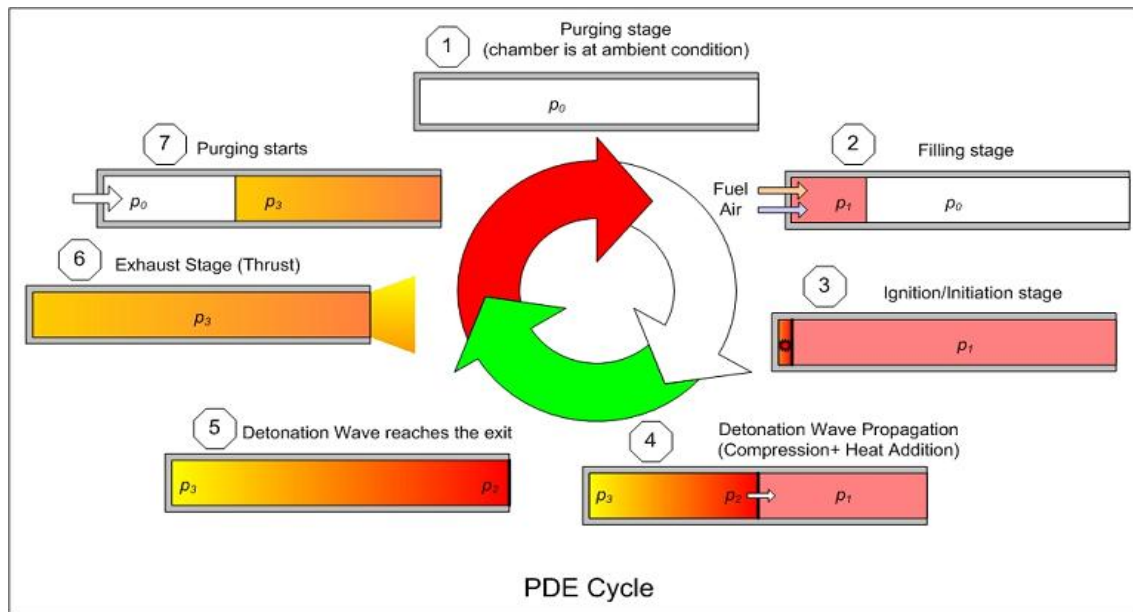 1
Purging stage
(chamber is at ambient condition)
p0
2
Filling stage
Fuel
Air
p1
p0
3
Ignition/Initiation stage
p1
4
Detonation Wave Propagation
(Compression+ Heat Addition)
p3
p2
p1
5
Detonation Wave reaches the exit
p3
p2
6
Exhaust Stage (Thrust)
p3
7
Purging starts
p0
p3
PDE Cycle